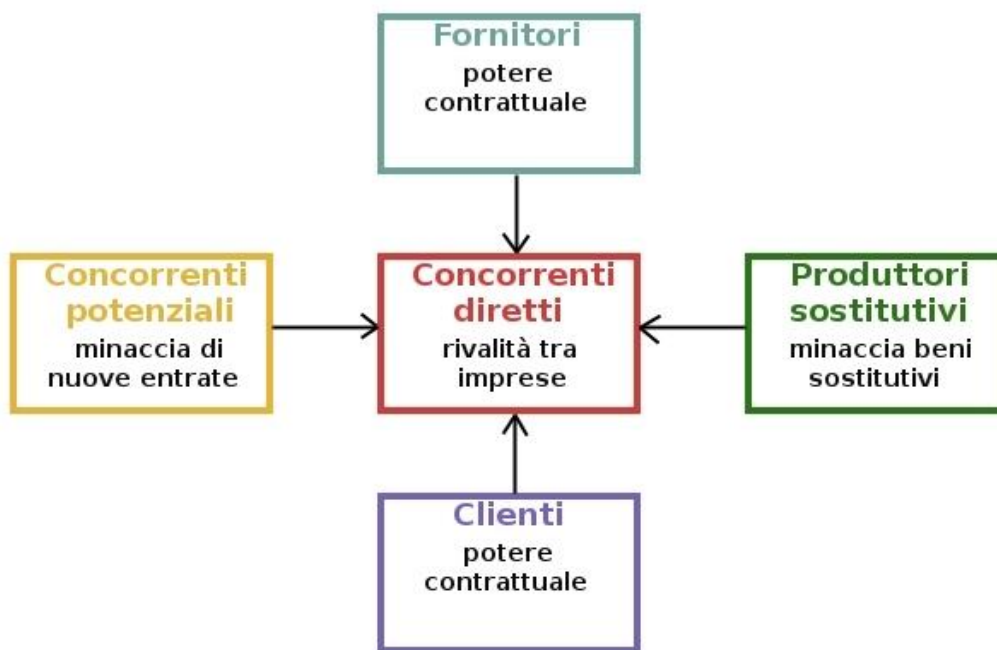 Fornitori
potere
contrattuale
Concorrenti
potenziali
minaccia di
nuove entrate
Concorrenti
diretti
rivalità tra
imprese
Produttori
sostitutivi
minaccia beni
sostitutivi
Clienti
potere
contrattuale